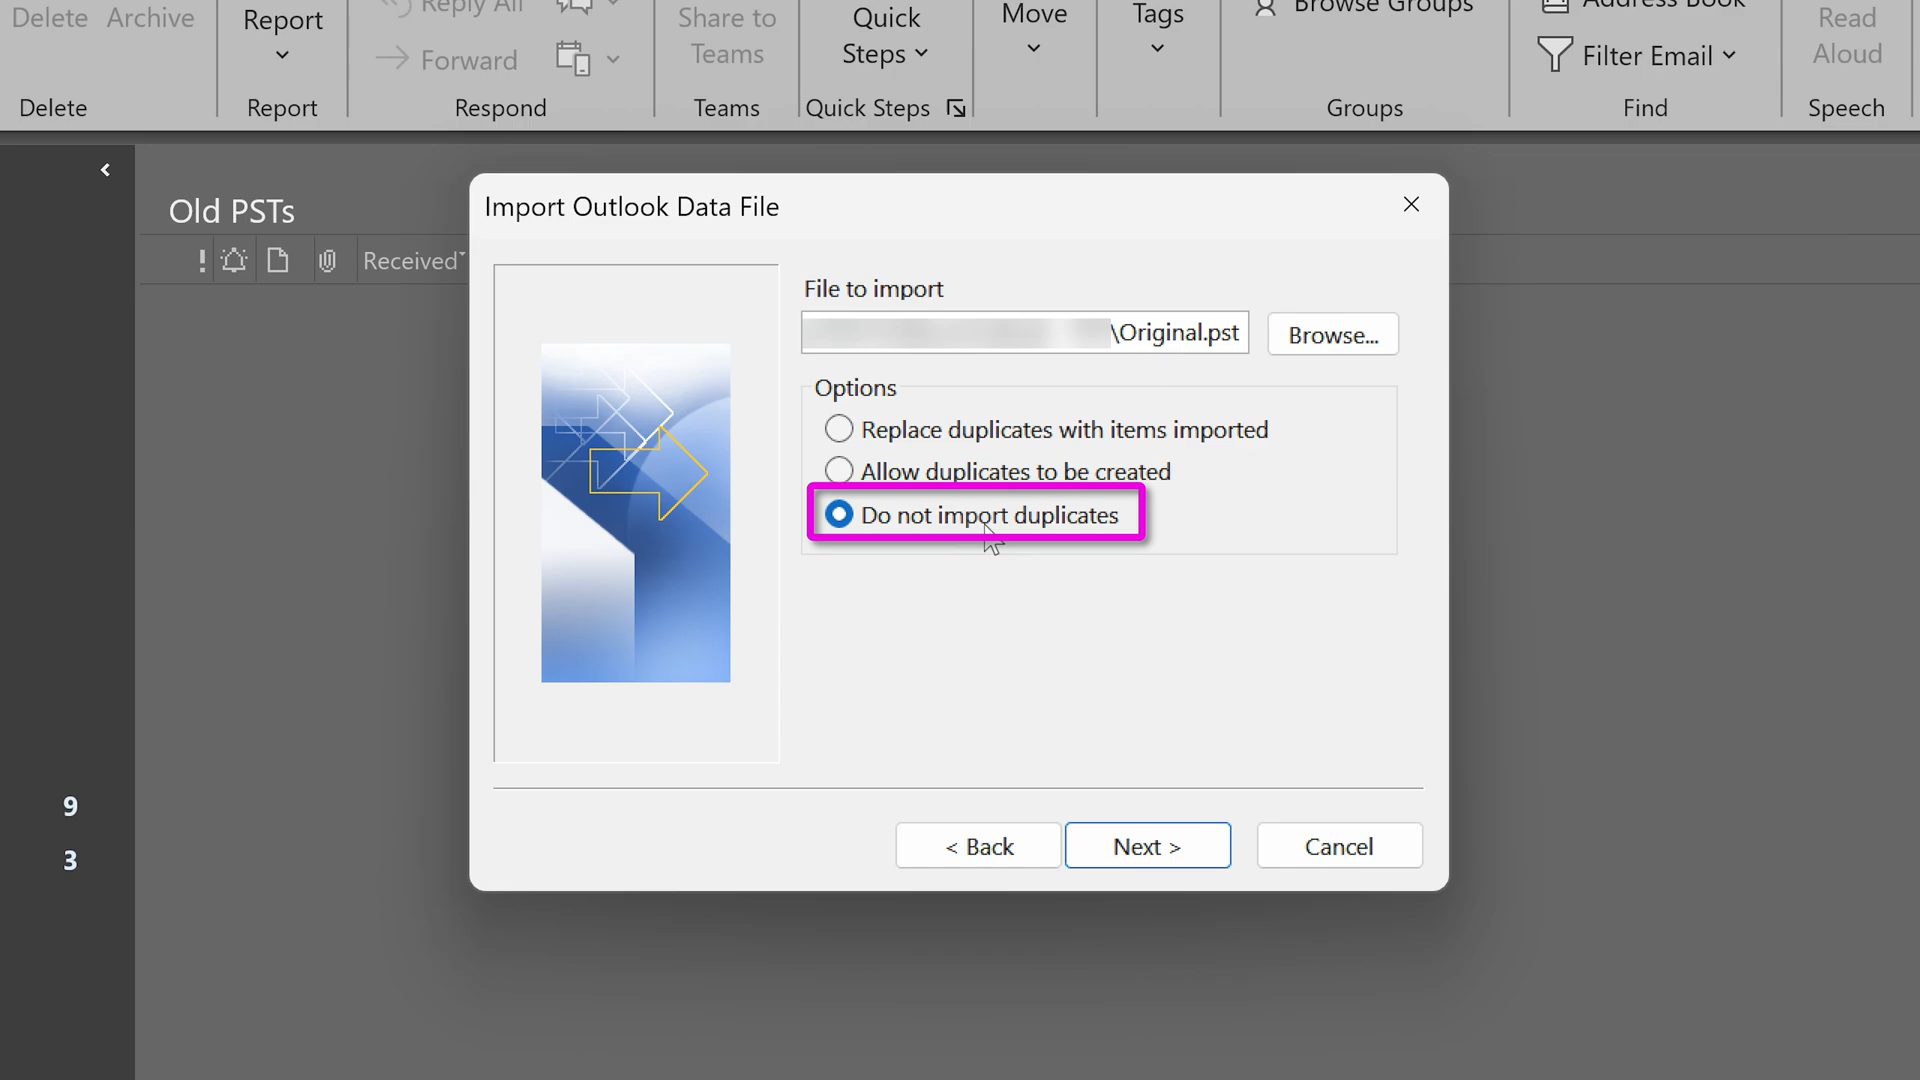 Delete Archive
Report
Reply All
Forward
Share to
Teams
Quick
Steps
Move
Tags
Browse Groups
Address Book
Filter Email
Read
Aloud
Delete
Report
Respond
Teams
Quick Steps
Groups
Find
Speech
Old PSTs
! Received
Import Outlook Data File
File to import
\Original.pst
Browse...
Options
Replace duplicates with items imported
Allow duplicates to be created
Do not import duplicates
9
3
< Back
Next >
Cancel